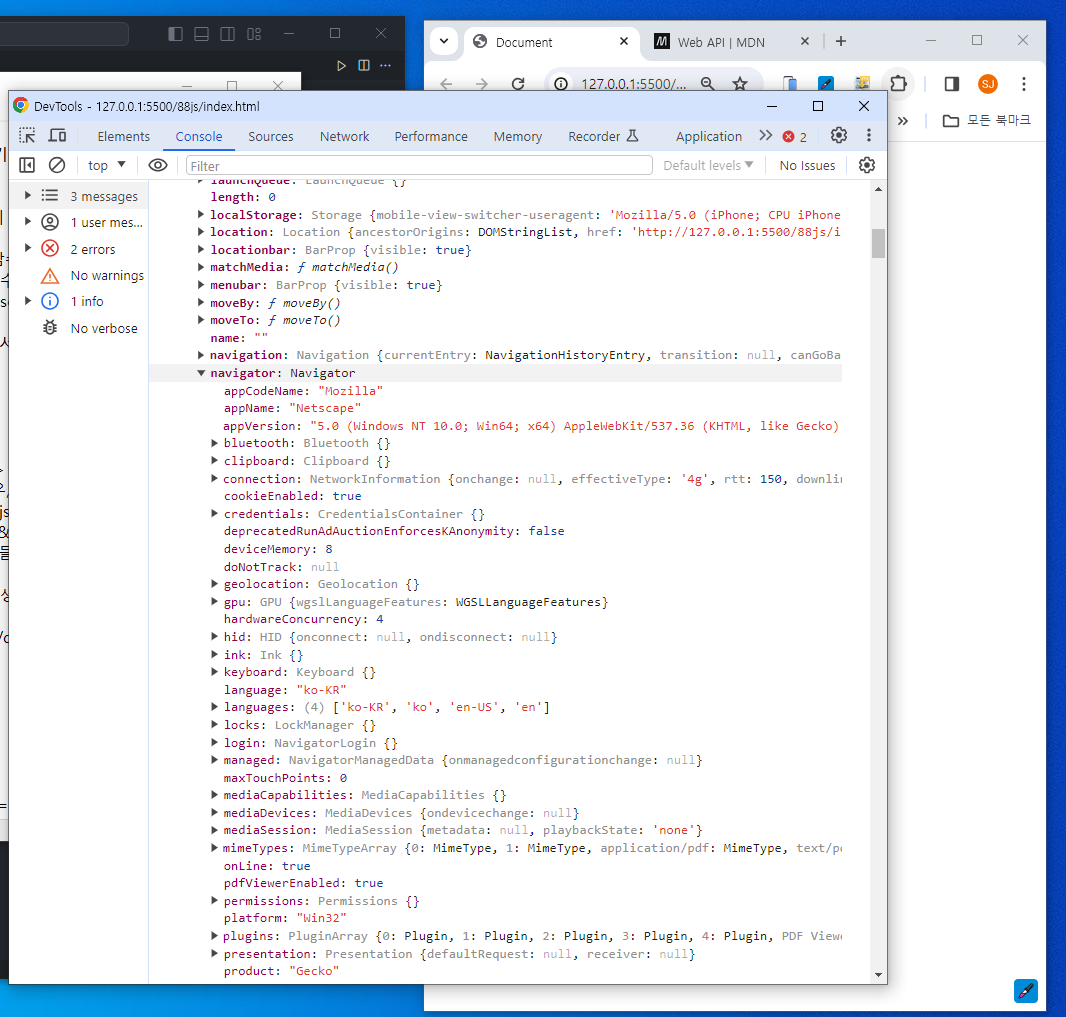 Document
Web API | MDN
127.0.0.1:5500/...
SJ
모든 북마크
DevTools - 127.0.0.1:5500/88js/index.html
Elements
Console
Sources
Network
Performance
Memory
Recorder
Application
2
top
Filter
Default levels
No Issues
3 messages
1 user mes...
2 errors
No warnings
1 info
No verbose
launchQueue: LaunchQueue {}
length: 0
localStorage: Storage {mobile-view-switcher-useragent: 'Mozilla/5.0 (iPhone; CPU iPhone
location: Location {ancestorOrigins: DOMStringList, href: 'http://127.0.0.1:5500/88js/i
locationbar: BarProp {visible: true}
matchMedia: ƒ matchMedia()
menubar: BarProp {visible: true}
moveBy: ƒ moveBy()
moveTo: ƒ moveTo()
name: ""
navigation: Navigation {currentEntry: NavigationHistoryEntry, transition: null, canGoBa
navigator: Navigator
appCodeName: "Mozilla"
appName: "Netscape"
appVersion: "5.0 (Windows NT 10.0; Win64; x64) AppleWebKit/537.36 (KHTML, like Gecko)
bluetooth: Bluetooth {}
clipboard: Clipboard {}
connection: NetworkInformation {onchange: null, effectiveType: '4g', rtt: 150, downlin
cookieEnabled: true
credentials: CredentialsContainer {}
deprecatedRunAdAuctionEnforcesKAnonymity: false
deviceMemory: 8
doNotTrack: null
geolocation: Geolocation {}
gpu: GPU {wgslLanguageFeatures: WGSLLanguageFeatures}
hardwareConcurrency: 4
hid: HID {onconnect: null, ondisconnect: null}
ink: Ink {}
keyboard: Keyboard {}
language: "ko-KR"
languages: (4) ['ko-KR', 'ko', 'en-US', 'en']
locks: LockManager {}
login: NavigatorLogin {}
managed: NavigatorManagedData {onmanagedconfigurationchange: null}
maxTouchPoints: 0
mediaCapabilities: MediaCapabilities {}
mediaDevices: MediaDevices {ondevicechange: null}
mediaSession: MediaSession {metadata: null, playbackState: 'none'}
mimeTypes: MimeTypeArray {0: MimeType, 1: MimeType, application/pdf: MimeType, text/pd
onLine: true
pdfViewerEnabled: true
permissions: Permissions {}
platform: "Win32"
plugins: PluginArray {0: Plugin, 1: Plugin, 2: Plugin, 3: Plugin, 4: Plugin, PDF Viewe
presentation: Presentation {defaultRequest: null, receiver: null}
product: "Gecko"